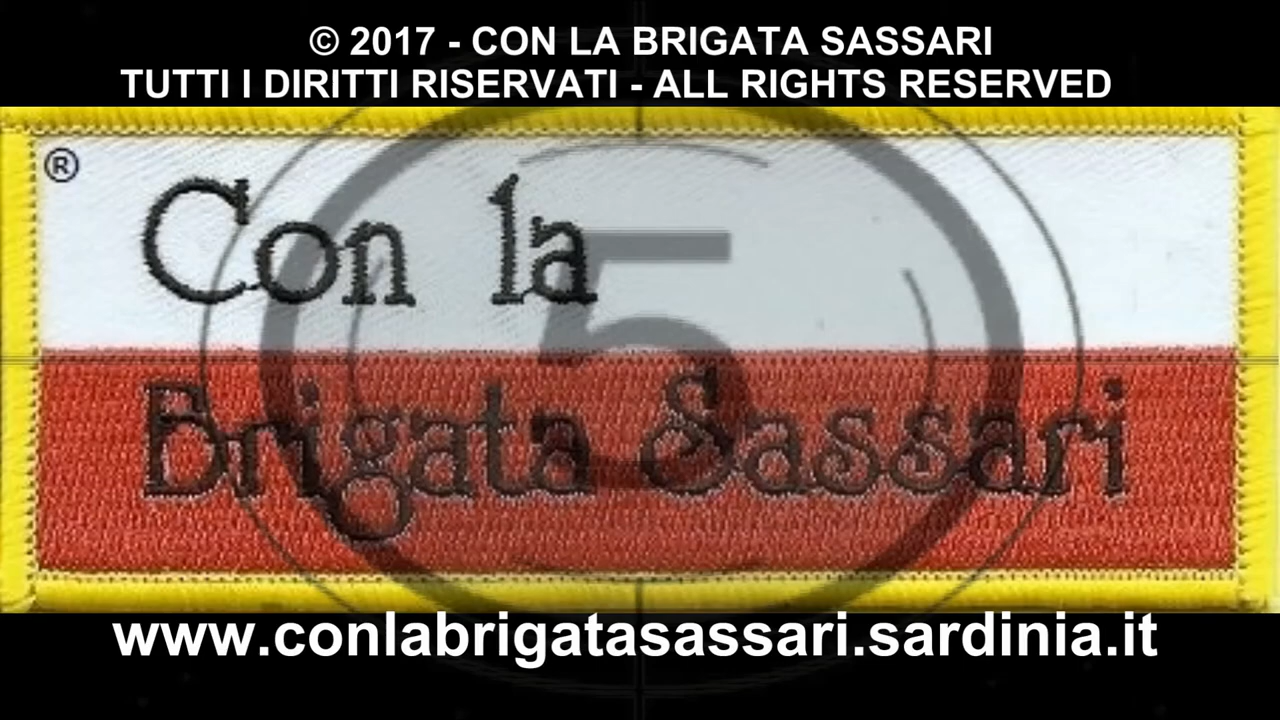 © 2017 - CON LA BRIGATA SASSARI
TUTTI I DIRITTI RISERVATI - ALL RIGHTS RESERVED
®
Con la
5
Brigata Sassari
www.conlabrigatasassari.sardinia.it